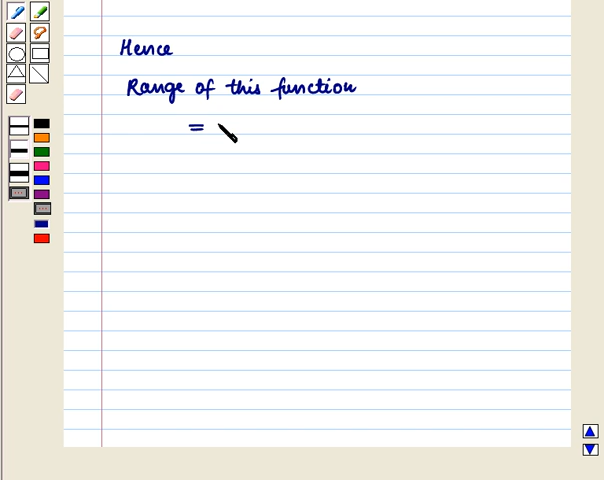 Hence
Range of this function
=